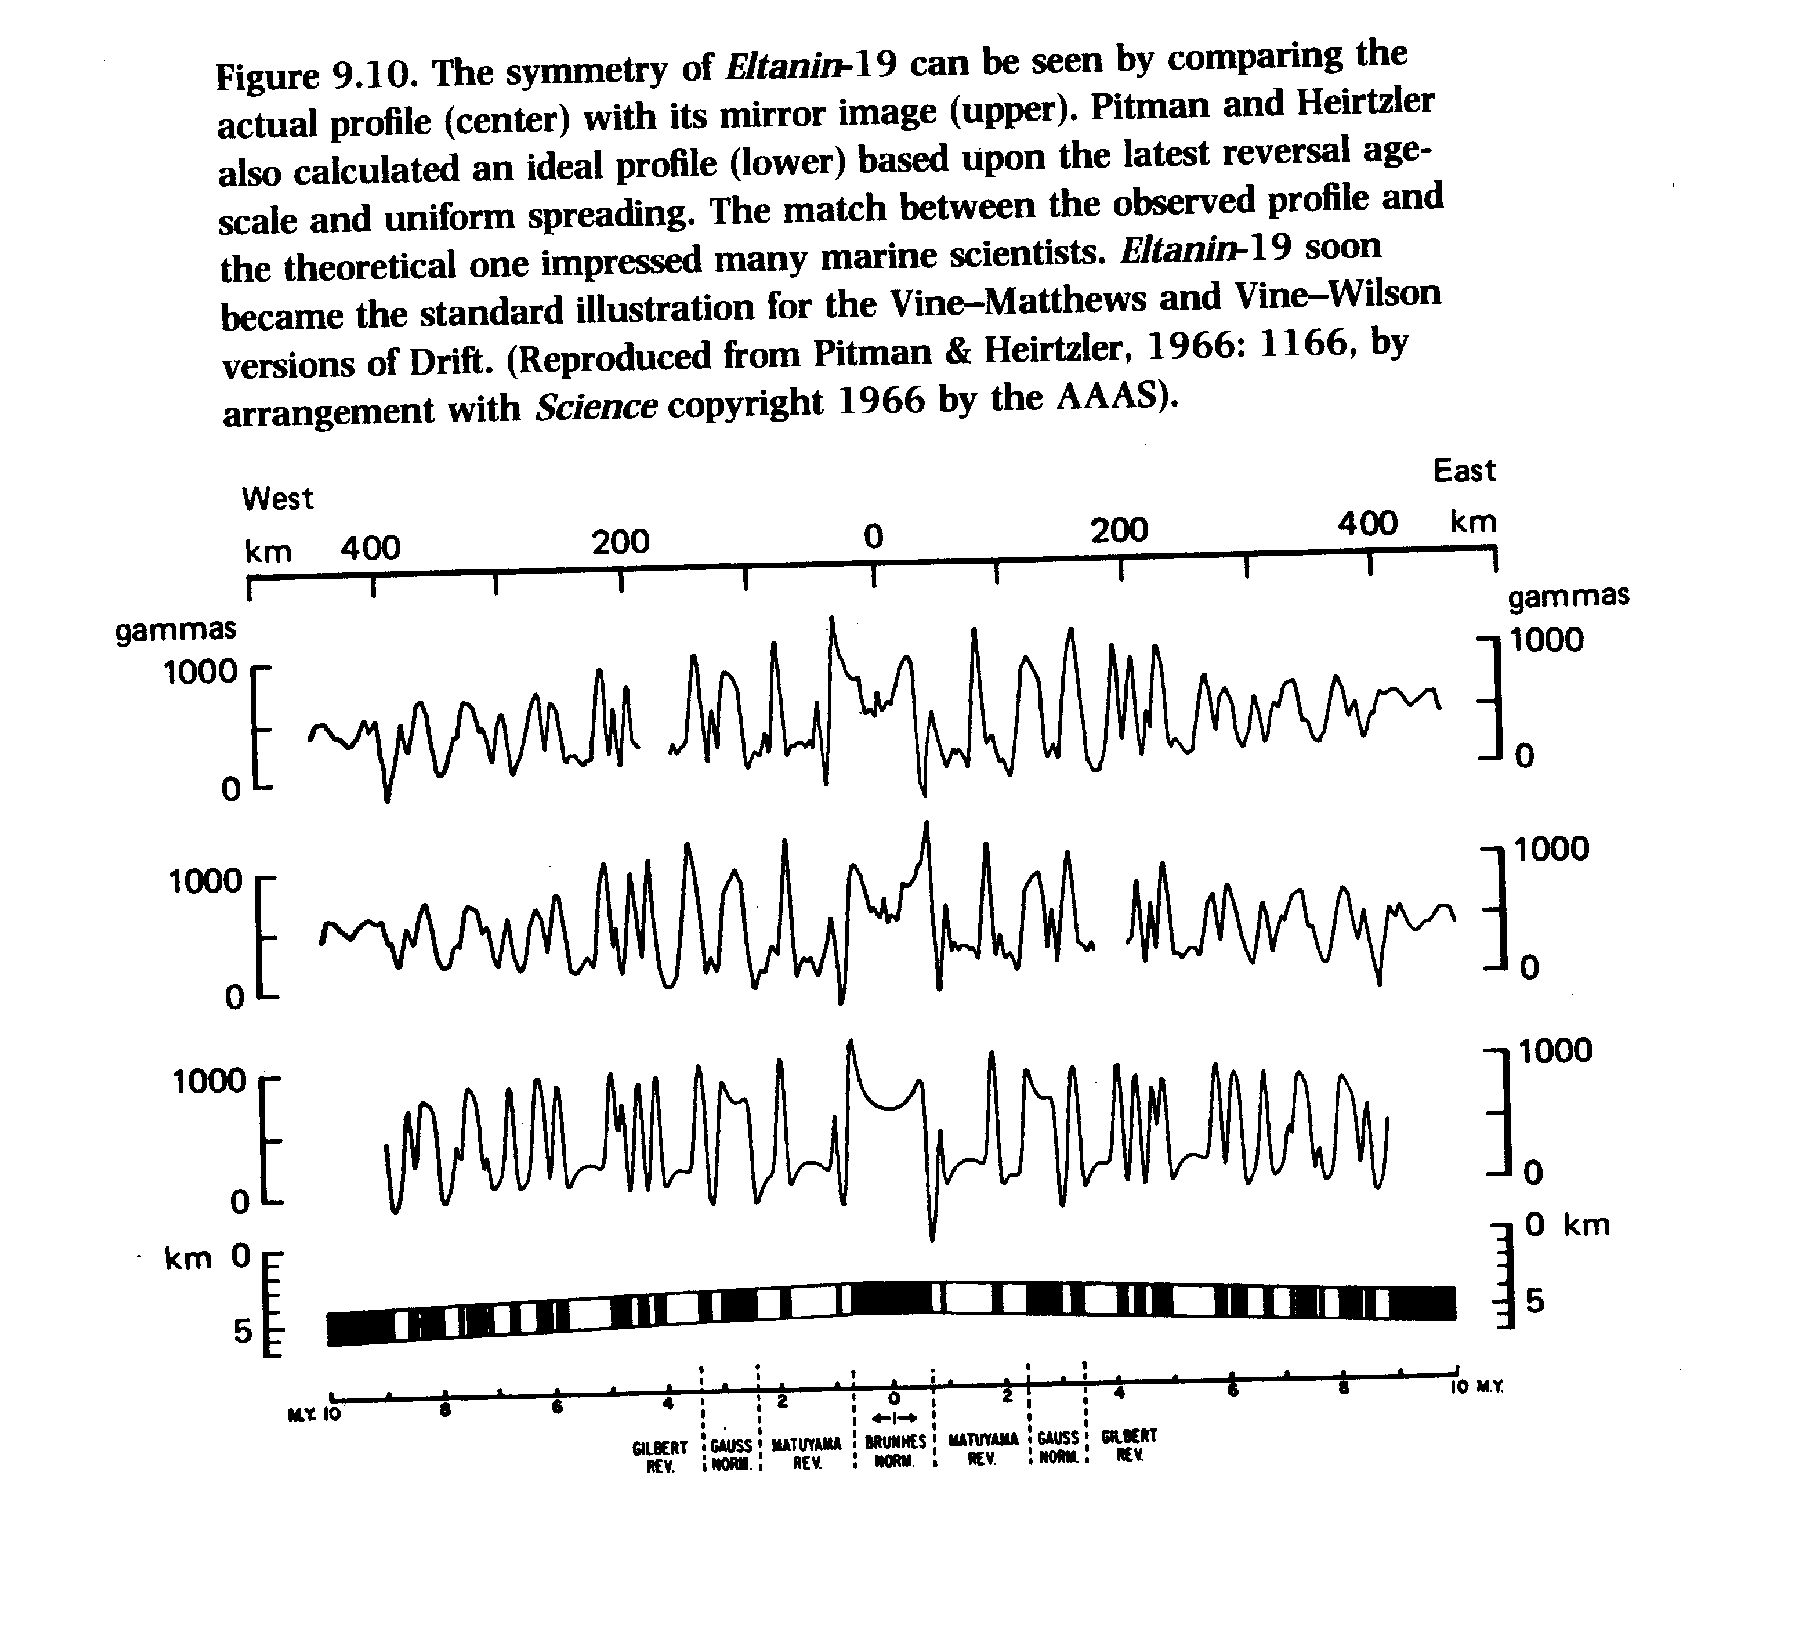 Figure 9.10. The symmetry of Eltanin-19 can be seen by comparing the
actual profile (center) with its mirror image (upper). Pitman and Heirtzler
also calculated an ideal profile (lower) based upon the latest reversal age-
scale and uniform spreading. The match between the observed profile and
the theoretical one impressed many marine scientists. Eltanin-19 soon
became the standard illustration for the Vine–Matthews and Vine–Wilson
versions of Drift. (Reproduced from Pitman & Heirtzler, 1966: 1166, by
arrangement with Science copyright 1966 by the AAAS).
West East
km 400 200 0 200 400 km
gammas gammas
1000 1000
0 0
1000 1000
0 0
1000 1000
0 0
km 0 0 km
5 5
M.Y. 10 8 6 4 2 0 2 4 6 8 10 M.Y.
GILBERT GAUSS MATUYAMA BRUNHES MATUYAMA GAUSS GILBERT
REV. NORM. REV. NORM. REV. NORM. REV.